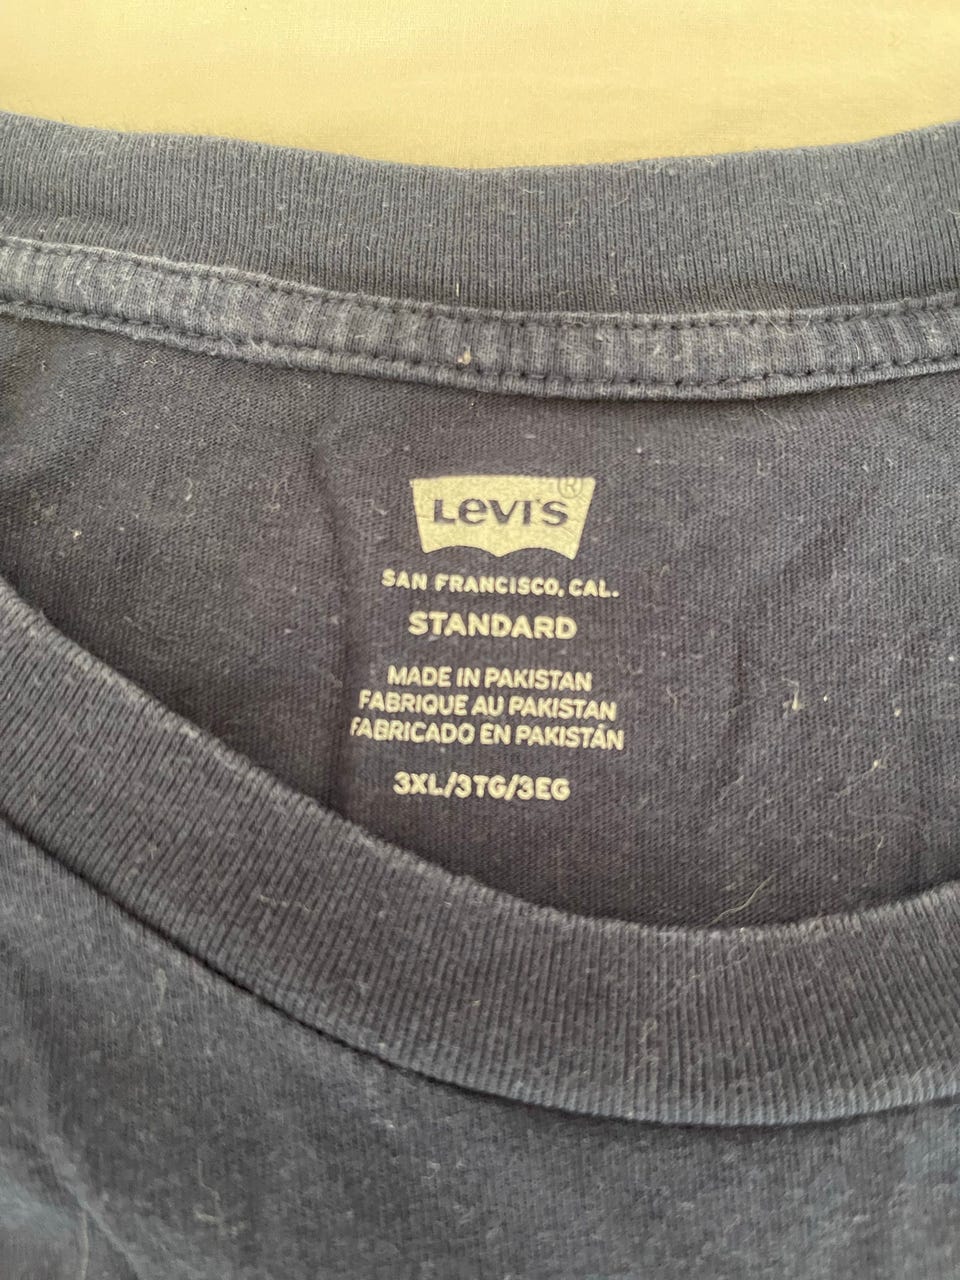 Levi's®
SAN FRANCISCO, CAL.
STANDARD
MADE IN PAKISTAN
FABRIQUE AU PAKISTAN
FABRICADO EN PAKISTÁN
3XL/3TG/3EG